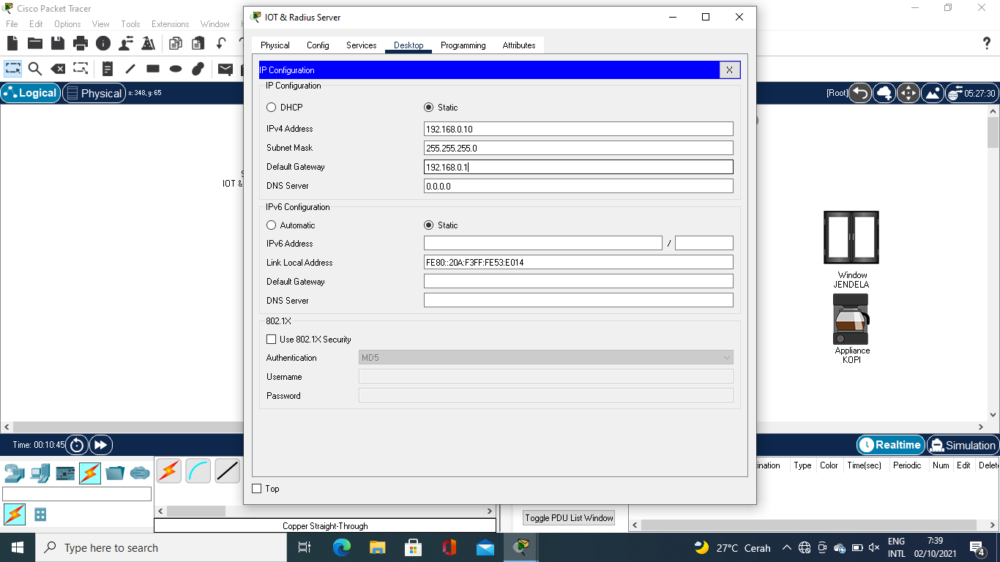 Cisco Packet Tracer
File Edit Options View Tools Extensions Window
IOT & Radius Server
Physical Config Services Desktop Programming Attributes
IP Configuration
X
Logical
Physical
x: 348, y: 65
[Root]
05:27:30
IP Configuration
DHCP
Static
IPv4 Address
192.168.0.10
Subnet Mask
255.255.255.0
Default Gateway
192.168.0.1
DNS Server
0.0.0.0
IOT &
IPv6 Configuration
Automatic
Static
IPv6 Address
/
Link Local Address
FE80::20A:F3FF:FE53:E014
Default Gateway
DNS Server
802.1X
Use 802.1X Security
Authentication
MD5
Username
Password
Top
Window
JENDELA
Appliance
KOPI
Time: 00:10:45
Realtime
Simulation
Type Color Time(sec) Periodic Num Edit
Copper Straight-Through
Toggle PDU List Window
Type here to search
27°C Cerah
ENG
INTL
7:39
02/10/2021
4